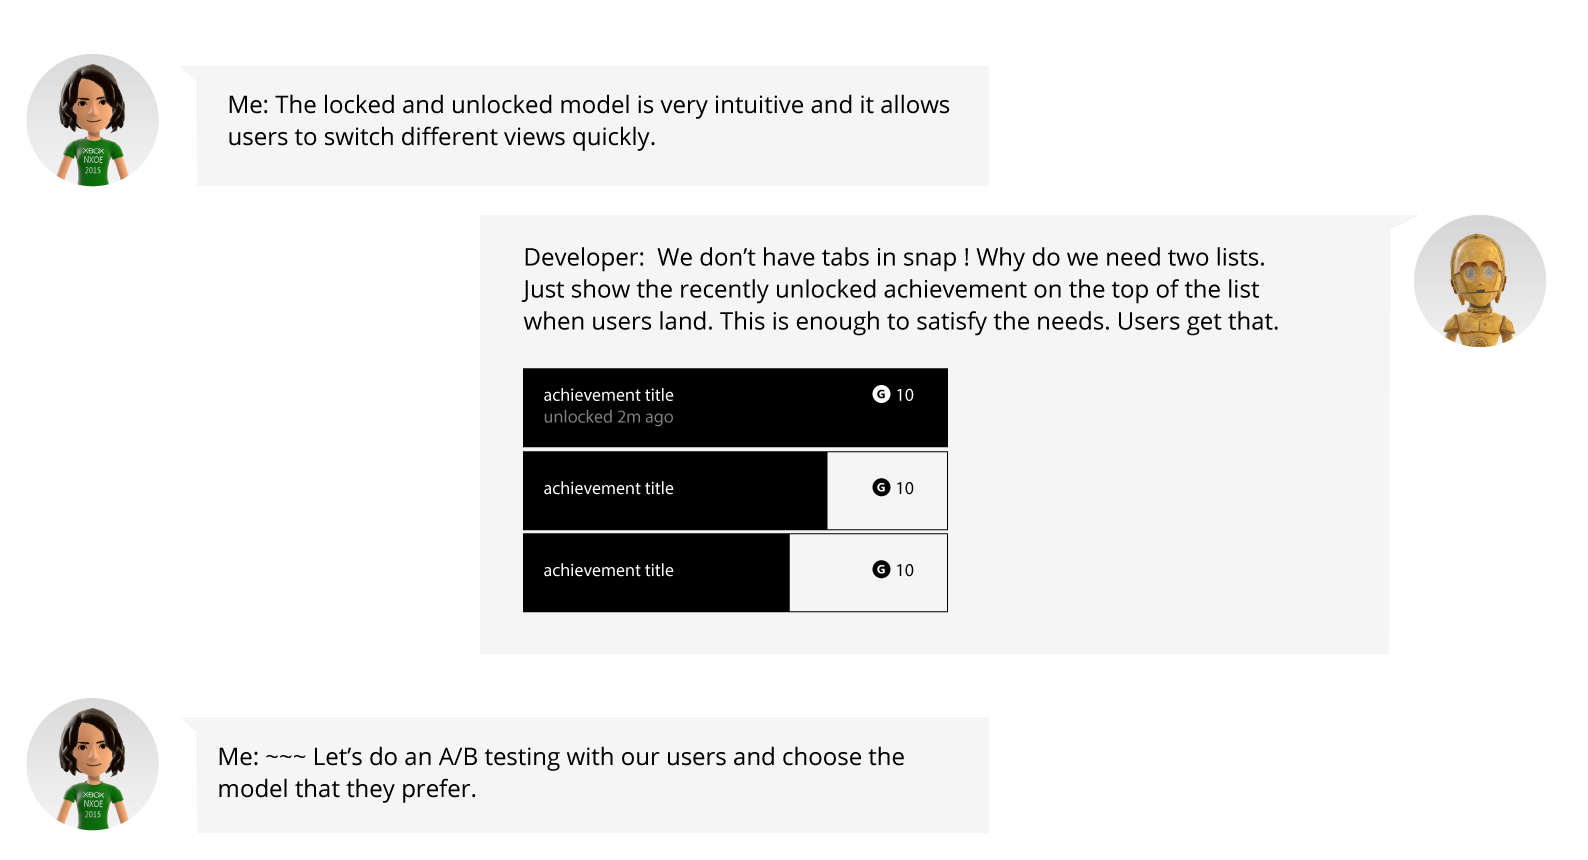 Me: The locked and unlocked model is very intuitive and it allows
users to switch different views quickly.
XBOX
NXOE
2015
Developer:  We don’t have tabs in snap ! Why do we need two lists.
Just show the recently unlocked achievement on the top of the list
when users land. This is enough to satisfy the needs. Users get that.
achievement title G 10
unlocked 2m ago
achievement title G 10
achievement title G 10
Me: ~~~ Let’s do an A/B testing with our users and choose the
model that they prefer.
XBOX
NXOE
2015